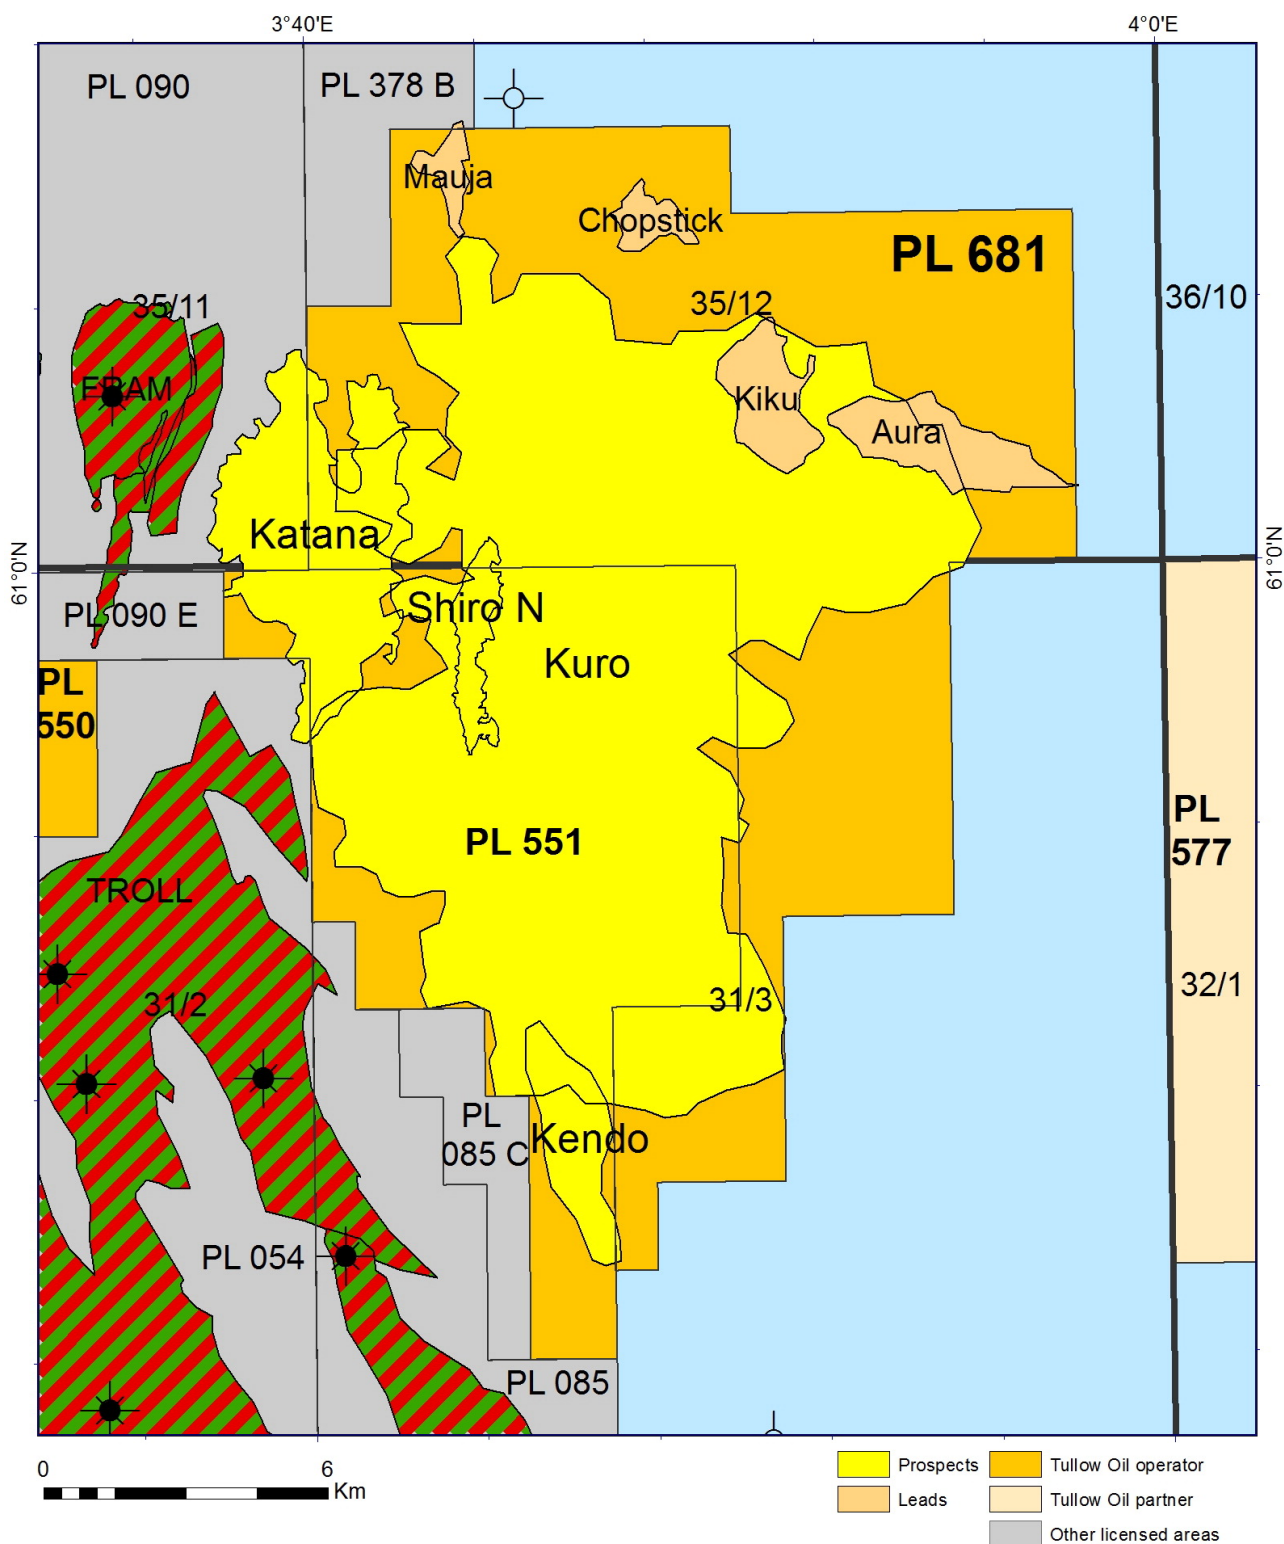 3°40'E
4°0'E
PL 090
PL 378 B
Mauja
Chopstick
PL 681
35/11
35/12
36/10
FRAM
Kiku
Aura
Katana
61°0'N
61°0'N
PL 090 E
Shiro N
Kuro
PL
550
PL 551
PL
577
TROLL
31/2
31/3
32/1
PL
085 C
Kendo
PL 054
PL 085
0
6
Km
Prospects
Tullow Oil operator
Leads
Tullow Oil partner
Other licensed areas